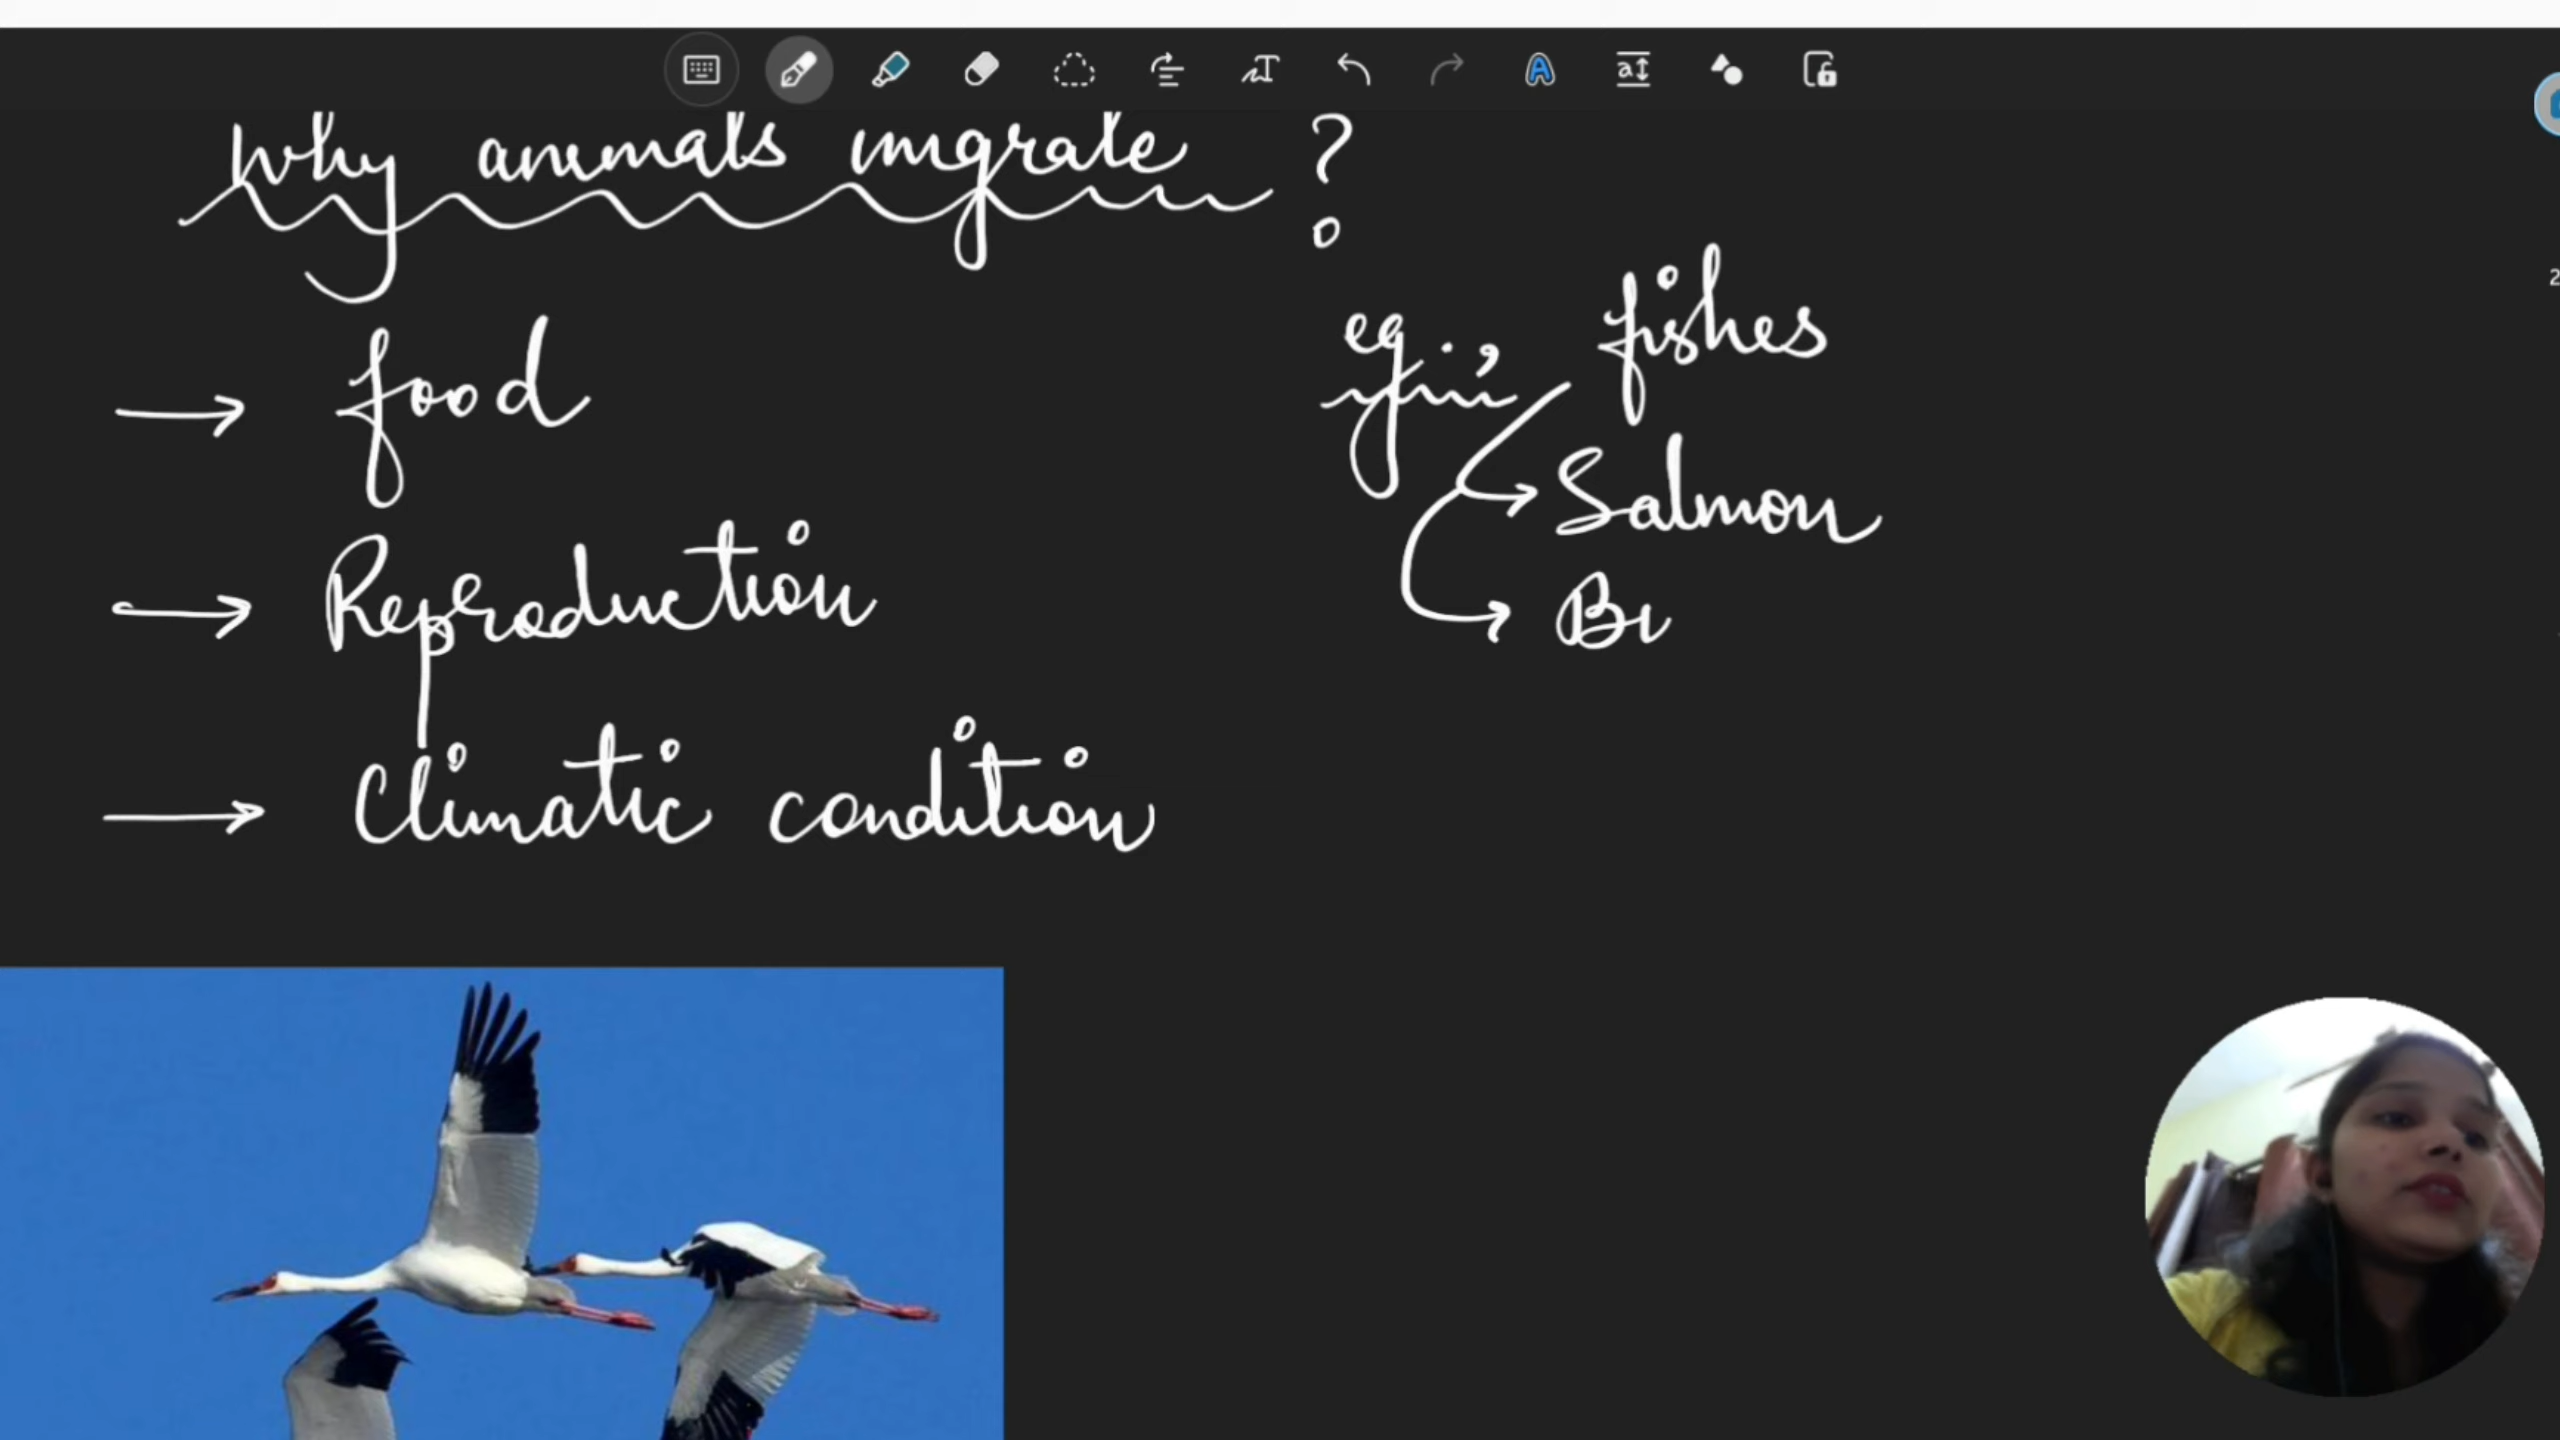 Why animals migrate ?
→ food
→ Reproduction
→ Climatic condition
eg., fishes
→ Salmon
→ Bi